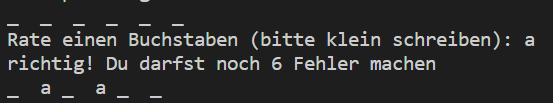 _ _ _ _ _ _
Rate einen Buchstaben (bitte klein schreiben): a
richtig! Du darfst noch 6 Fehler machen
_ a _ a _ _